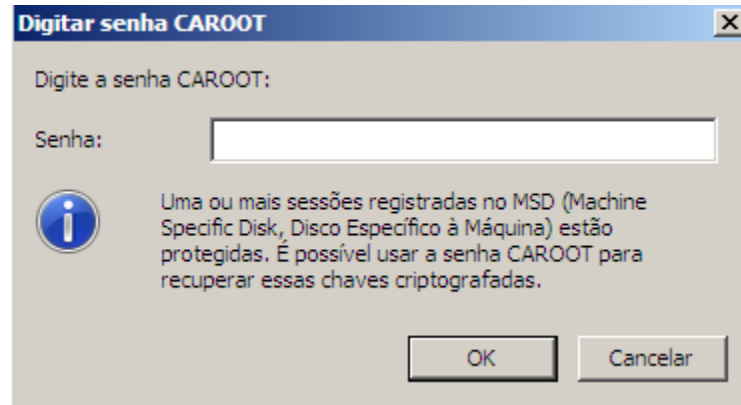 Digitar senha CAROOT
Digite a senha CAROOT:
Senha:
Uma ou mais sessões registradas no MSD (Machine
Specific Disk, Disco Específico à Máquina) estão
protegidas. É possível usar a senha CAROOT para
recuperar essas chaves criptografadas.
OK
Cancelar